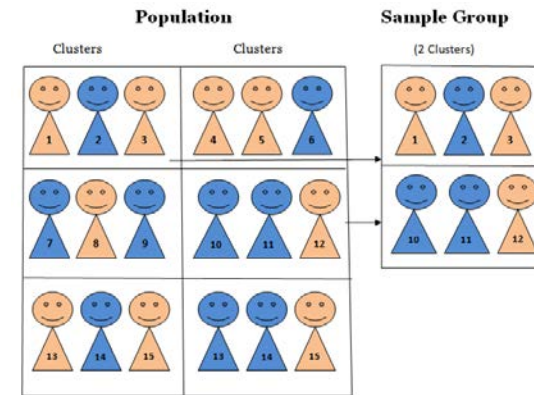 Population Sample Group
Clusters Clusters (2 Clusters)
1 2 3 4 5 6 1 2 3
7 8 9 10 11 12 10 11 12
13 14 15 13 14 15